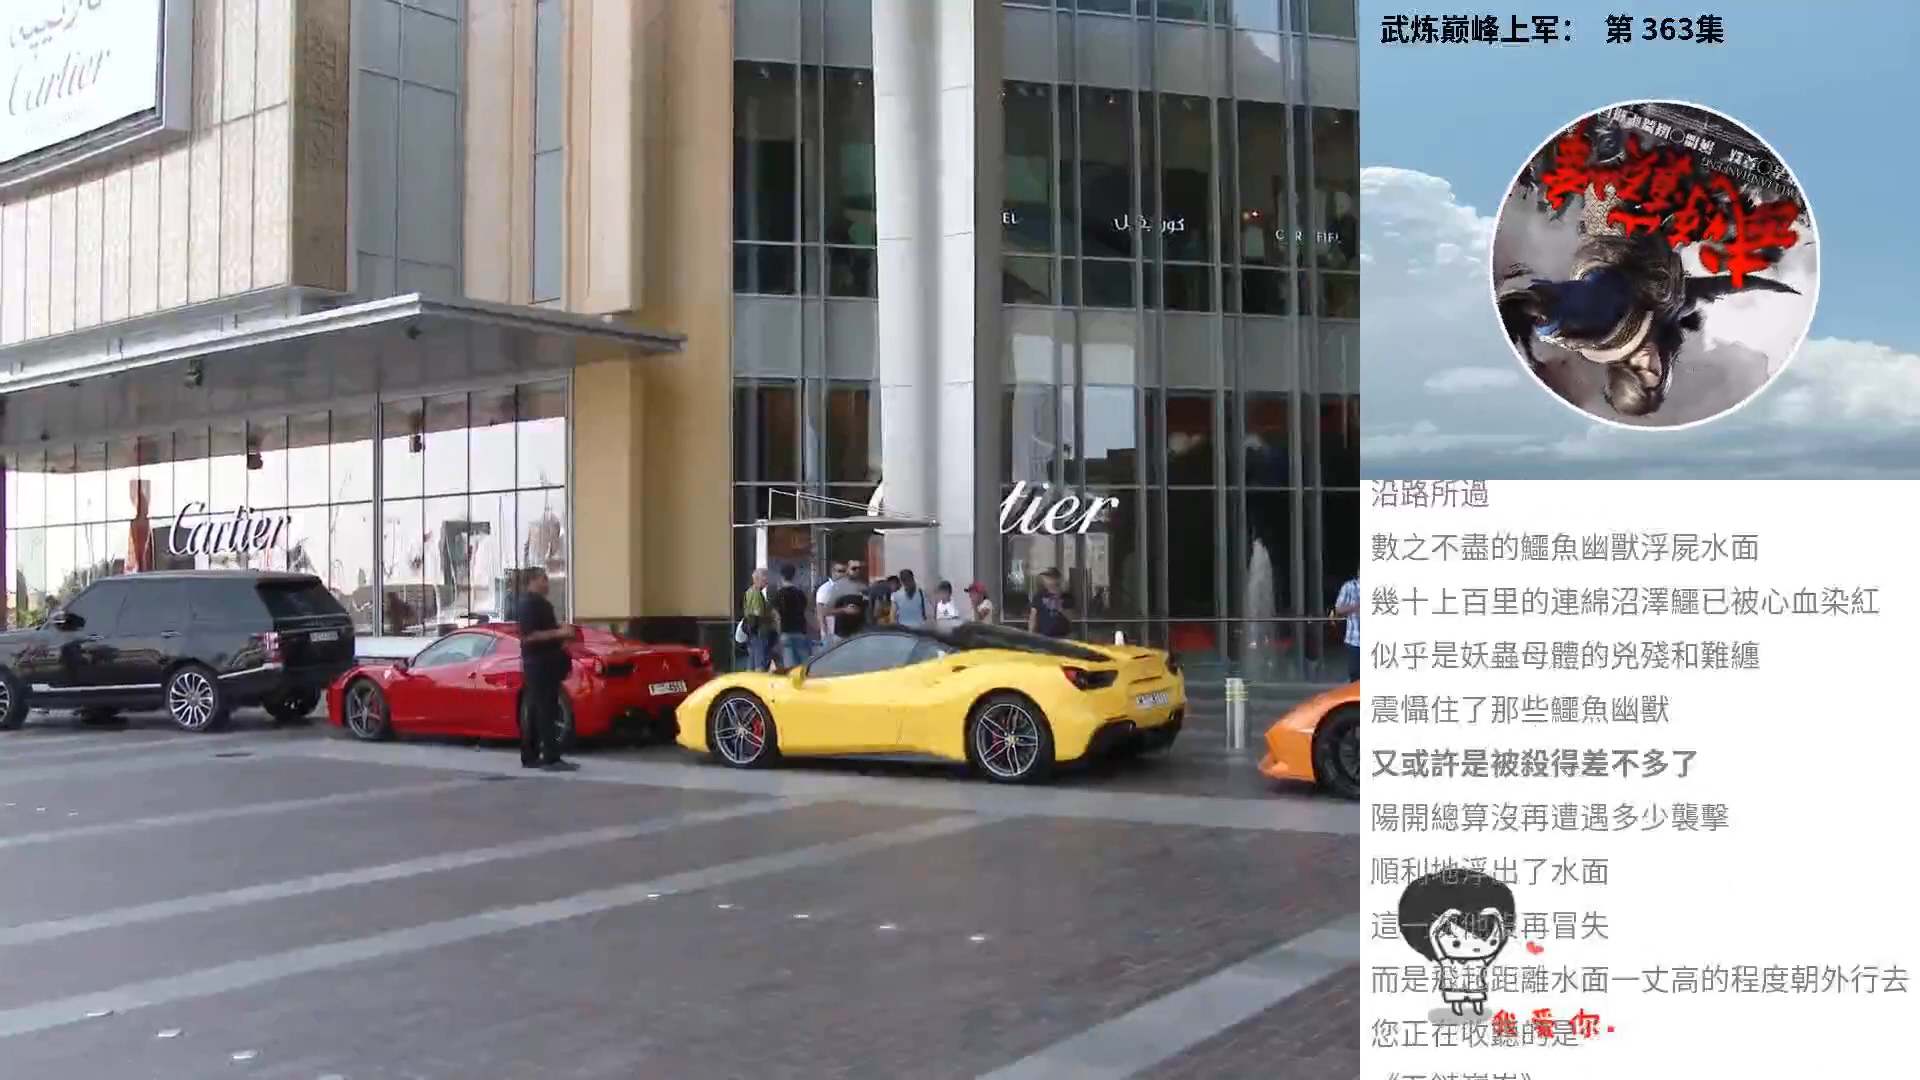 كارتييه
Cartier
Cartier
tier
EL
كورنيش
武炼巅峰上军： 第 363集
沿路所過
數之不盡的鱷魚幽獸浮屍水面
幾十上百里的連綿沼澤鱷已被心血染紅
似乎是妖蟲母體的兇殘和難纏
震懾住了那些鱷魚幽獸
又或許是被殺得差不多了
陽開總算沒再遭遇多少襲擊
順利地浮出了水面
這一次他沒再冒失
而是飛起距離水面一丈高的程度朝外行去
您正在收聽的是
我愛你.